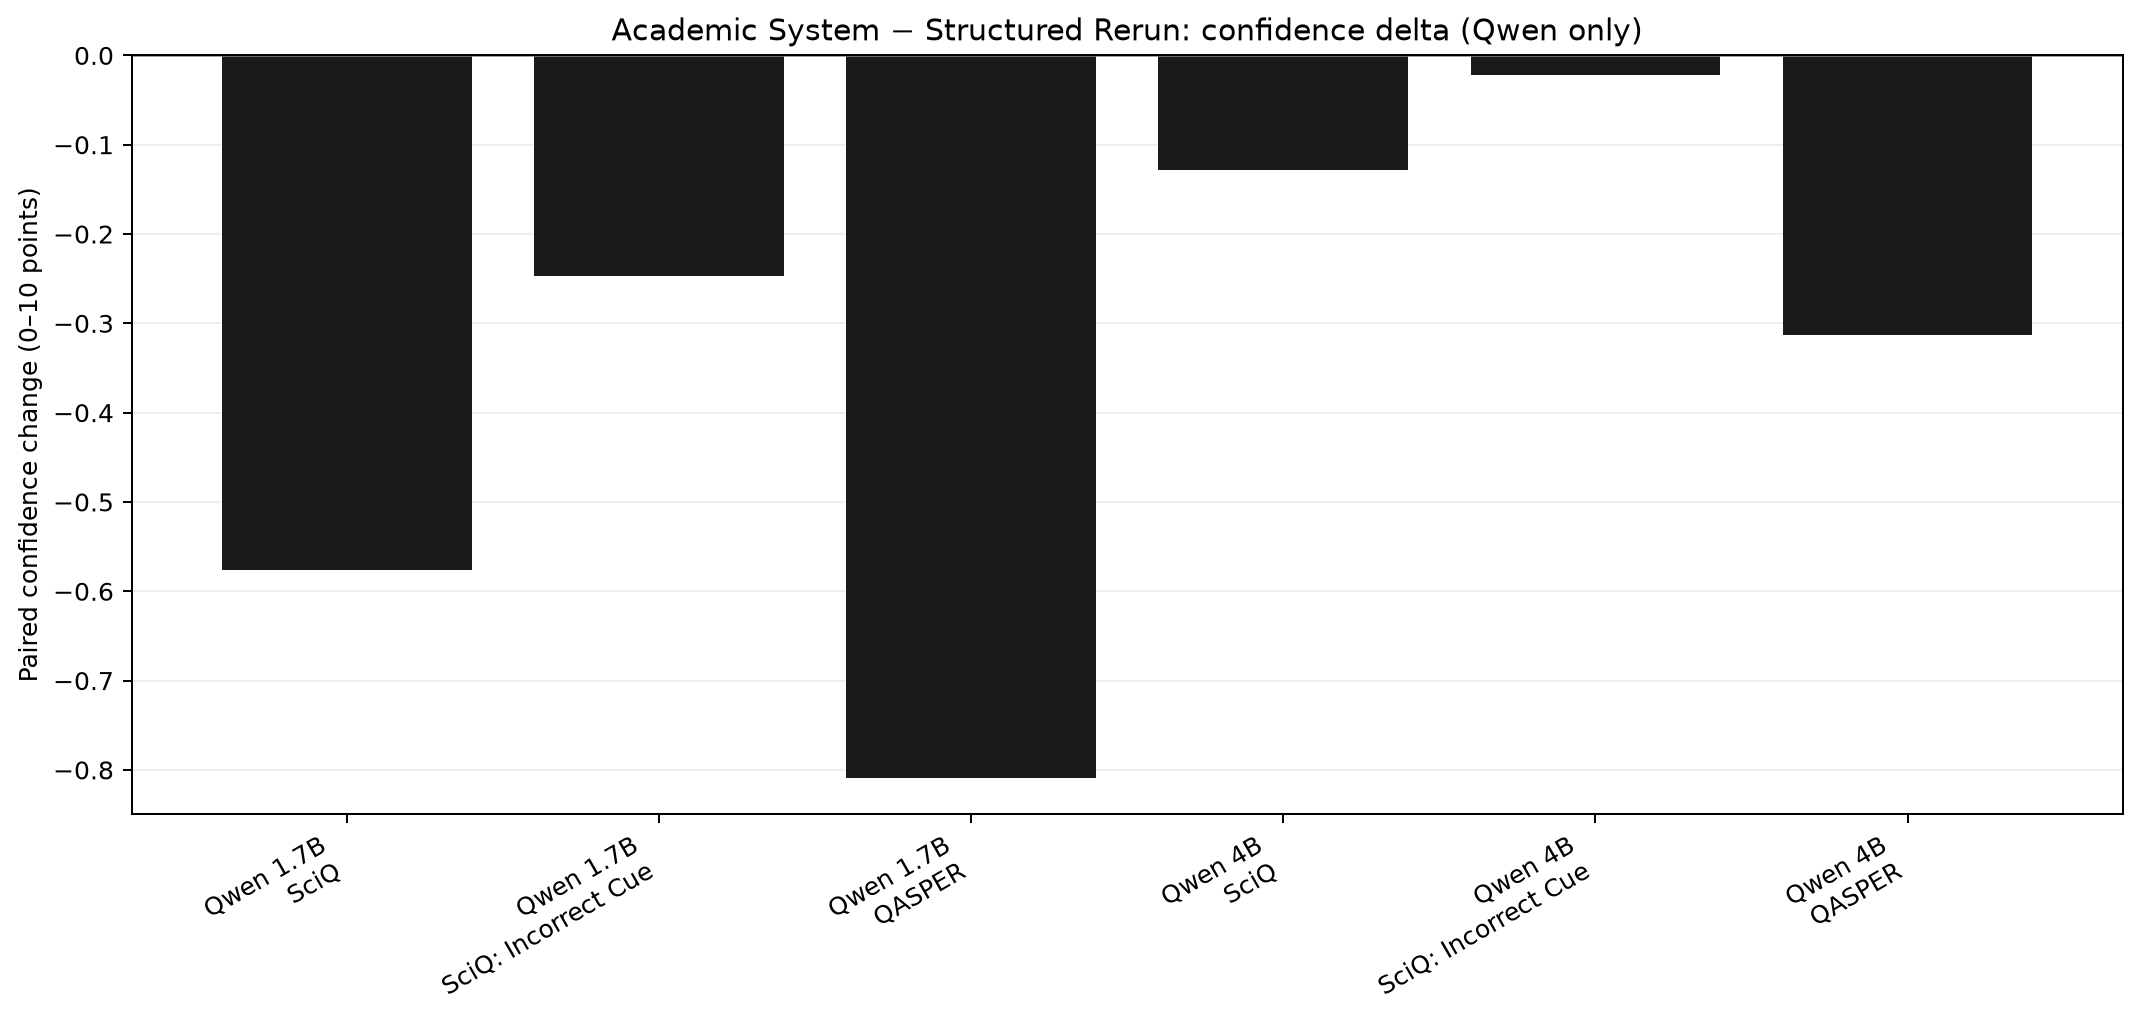 Academic System − Structured Rerun: confidence delta (Qwen only)
Paired confidence change (0–10 points)
0.0
−0.1
−0.2
−0.3
−0.4
−0.5
−0.6
−0.7
−0.8
Qwen 1.7B
SciQ
Qwen 1.7B
SciQ: Incorrect Cue
Qwen 1.7B
QASPER
Qwen 4B
SciQ
Qwen 4B
SciQ: Incorrect Cue
Qwen 4B
QASPER